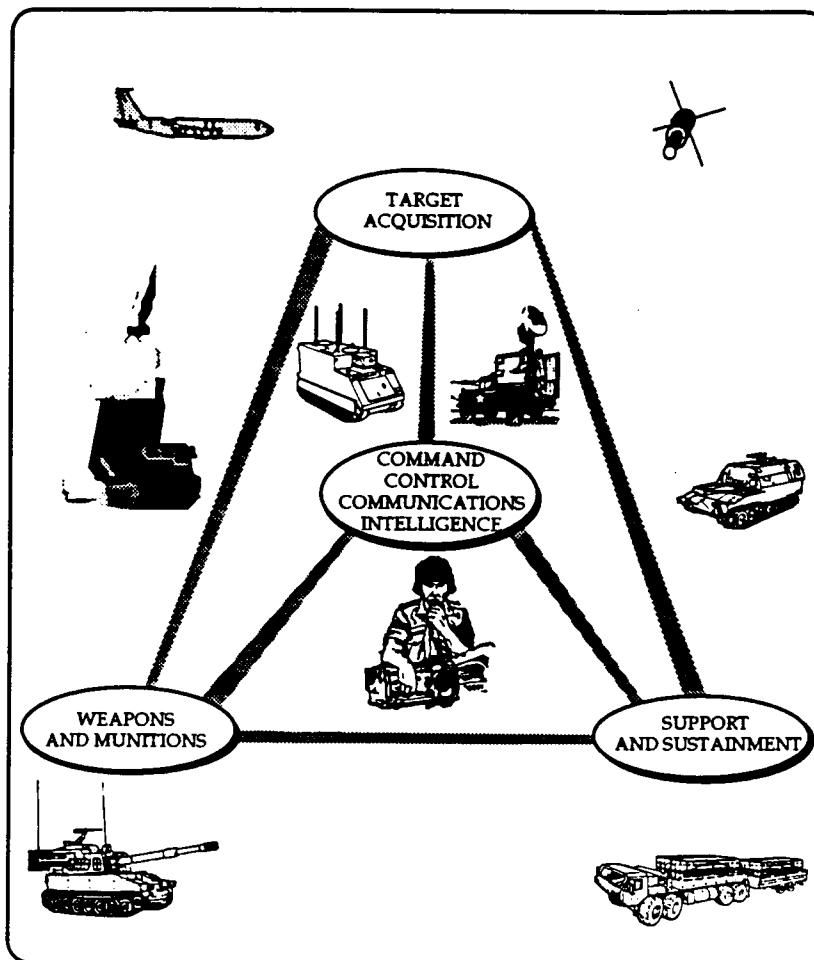 TARGET
ACQUISITION
COMMAND
CONTROL
COMMUNICATIONS
INTELLIGENCE
WEAPONS
AND MUNITIONS
SUPPORT
AND SUSTAINMENT